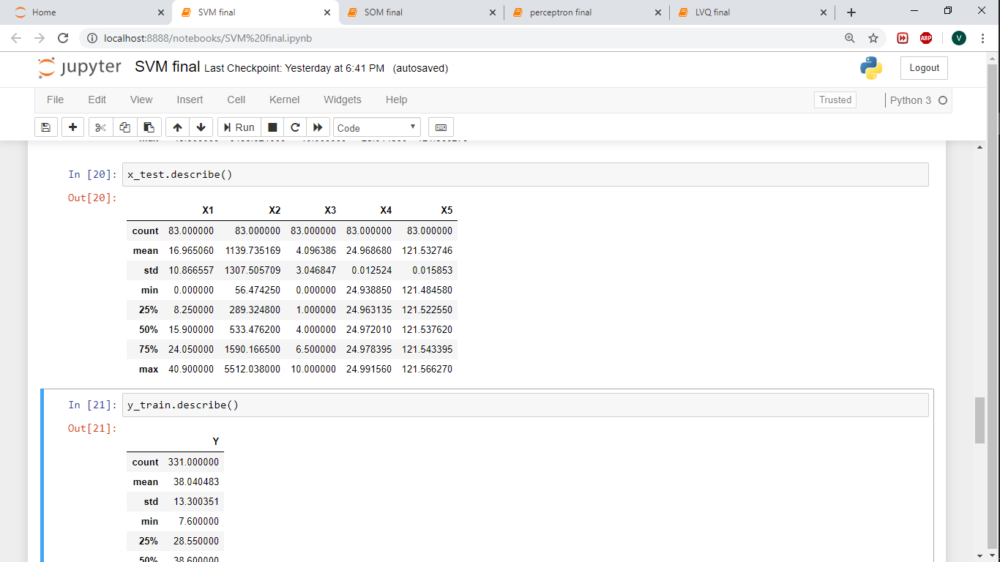 Home SVM final SOM final perceptron final LVQ final
localhost:8888/notebooks/SVM%20final.ipynb ABP V
jupyter SVM final Last Checkpoint: Yesterday at 6:41 PM (autosaved) Logout
File Edit View Insert Cell Kernel Widgets Help Trusted Python 3
Run Code
In [20]: x_test.describe()
Out[20]:
X1 X2 X3 X4 X5
count 83.000000 83.000000 83.000000 83.000000 83.000000
mean 16.965060 1139.735169 4.096386 24.968680 121.532746
std 10.866557 1307.505709 3.046847 0.012524 0.015853
min 0.000000 56.474250 0.000000 24.938850 121.484580
25% 8.250000 289.324800 1.000000 24.963135 121.522550
50% 15.900000 533.476200 4.000000 24.972010 121.537620
75% 24.050000 1590.166500 6.500000 24.978395 121.543395
max 40.900000 5512.038000 10.000000 24.991560 121.566270
In [21]: y_train.describe()
Out[21]:
Y
count 331.000000
mean 38.040483
std 13.300351
min 7.600000
25% 28.550000
50% 38.600000